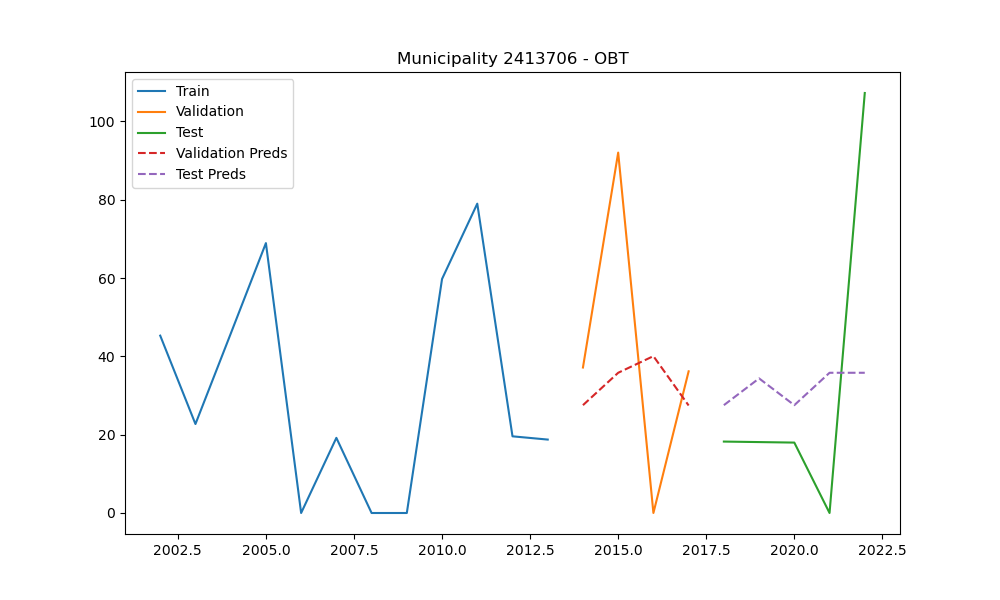 Municipality 2413706 - OBT
Train
Validation
Test
Validation Preds
Test Preds
100
80
60
40
20
0
2002.5 2005.0 2007.5 2010.0 2012.5 2015.0 2017.5 2020.0 2022.5